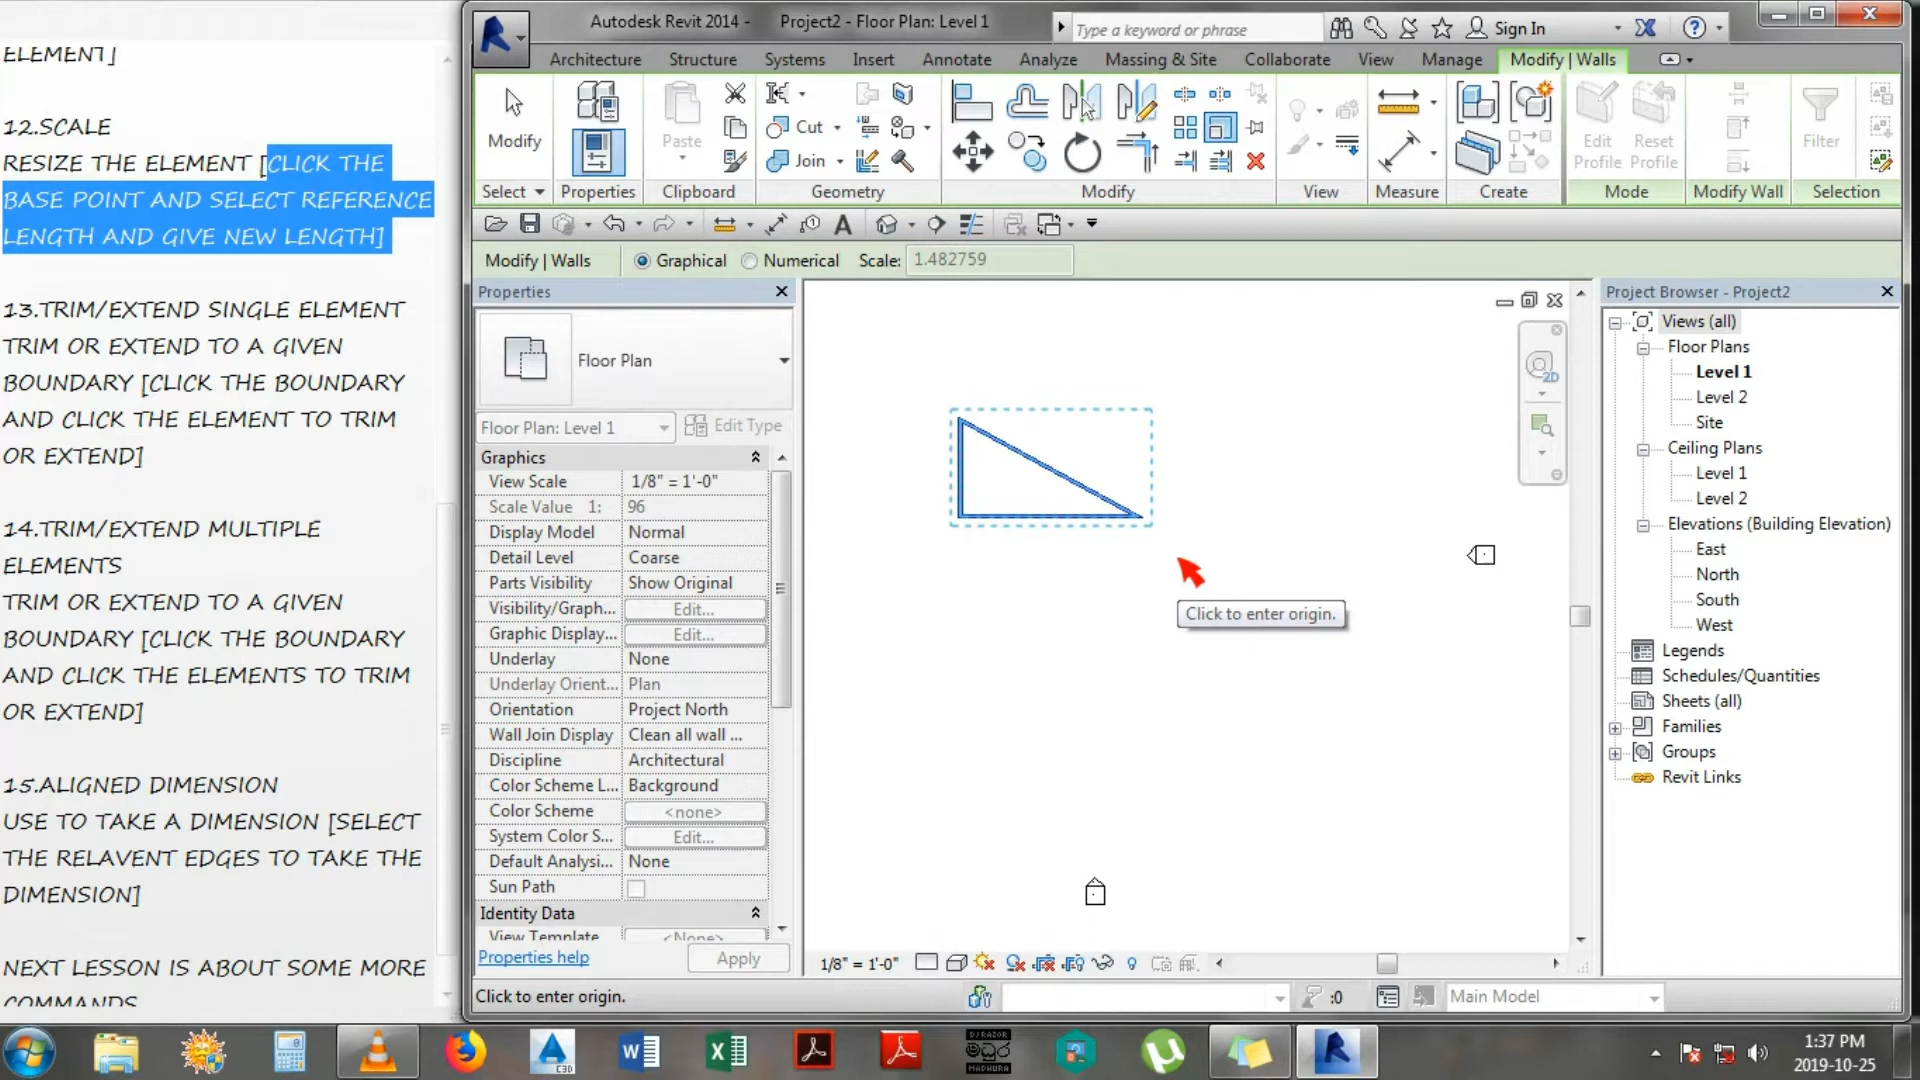 ELEMENT]
12.SCALE
RESIZE THE ELEMENT [CLICK THE
BASE POINT AND SELECT REFERENCE
LENGTH AND GIVE NEW LENGTH]
13.TRIM/EXTEND SINGLE ELEMENT
TRIM OR EXTEND TO A GIVEN
BOUNDARY [CLICK THE BOUNDARY
AND CLICK THE ELEMENT TO TRIM
OR EXTEND]
14.TRIM/EXTEND MULTIPLE
ELEMENTS
TRIM OR EXTEND TO A GIVEN
BOUNDARY [CLICK THE BOUNDARY
AND CLICK THE ELEMENTS TO TRIM
OR EXTEND]
15.ALIGNED DIMENSION
USE TO TAKE A DIMENSION [SELECT
THE RELAVENT EDGES TO TAKE THE
DIMENSION]
NEXT LESSON IS ABOUT SOME MORE
COMMANDS
Autodesk Revit 2014 - Project2 - Floor Plan: Level 1
Type a keyword or phrase
Sign In
Architecture Structure Systems Insert Annotate Analyze Massing & Site Collaborate View Manage Modify | Walls
Modify
Paste
Cut
Join
Edit Profile
Reset Profile
Filter
Select Properties Clipboard Geometry Modify View Measure Create Mode Modify Wall Selection
Modify | Walls Graphical Numerical Scale: 1.482759
Properties
Floor Plan
Floor Plan: Level 1 Edit Type
Graphics
View Scale 1/8" = 1'-0"
Scale Value 1: 96
Display Model Normal
Detail Level Coarse
Parts Visibility Show Original
Visibility/Graph... Edit...
Graphic Display... Edit...
Underlay None
Underlay Orient... Plan
Orientation Project North
Wall Join Display Clean all wall ...
Discipline Architectural
Color Scheme L... Background
Color Scheme <none>
System Color S... Edit...
Default Analysi... None
Sun Path
Identity Data
View Template <None>
Properties help Apply
2D
Click to enter origin.
1/8" = 1'-0"
Project Browser - Project2
Views (all)
Floor Plans
Level 1
Level 2
Site
Ceiling Plans
Level 1
Level 2
Elevations (Building Elevation)
East
North
South
West
Legends
Schedules/Quantities
Sheets (all)
Families
Groups
Revit Links
Click to enter origin.
:0
Main Model
C3D
DJ RAZOR
මධුර
MADHURA
1:37 PM
2019-10-25